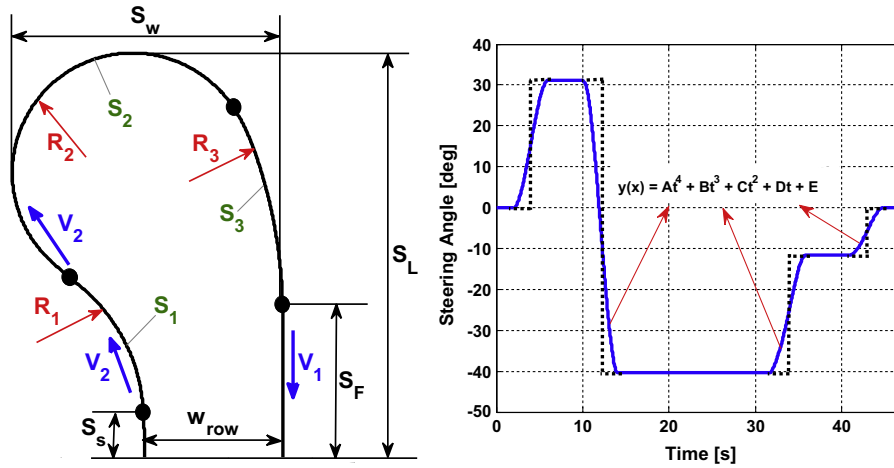 S_w
S_2
R_2
R_3
S_3
V_2
S_L
R_1
S_1
V_2
V_1
S_F
S_s
w_row
40
30
20
10
0
-10
-20
-30
-40
-50
Steering Angle [deg]
y(x) = At^4 + Bt^3 + Ct^2 + Dt + E
0 10 20 30 40
Time [s]